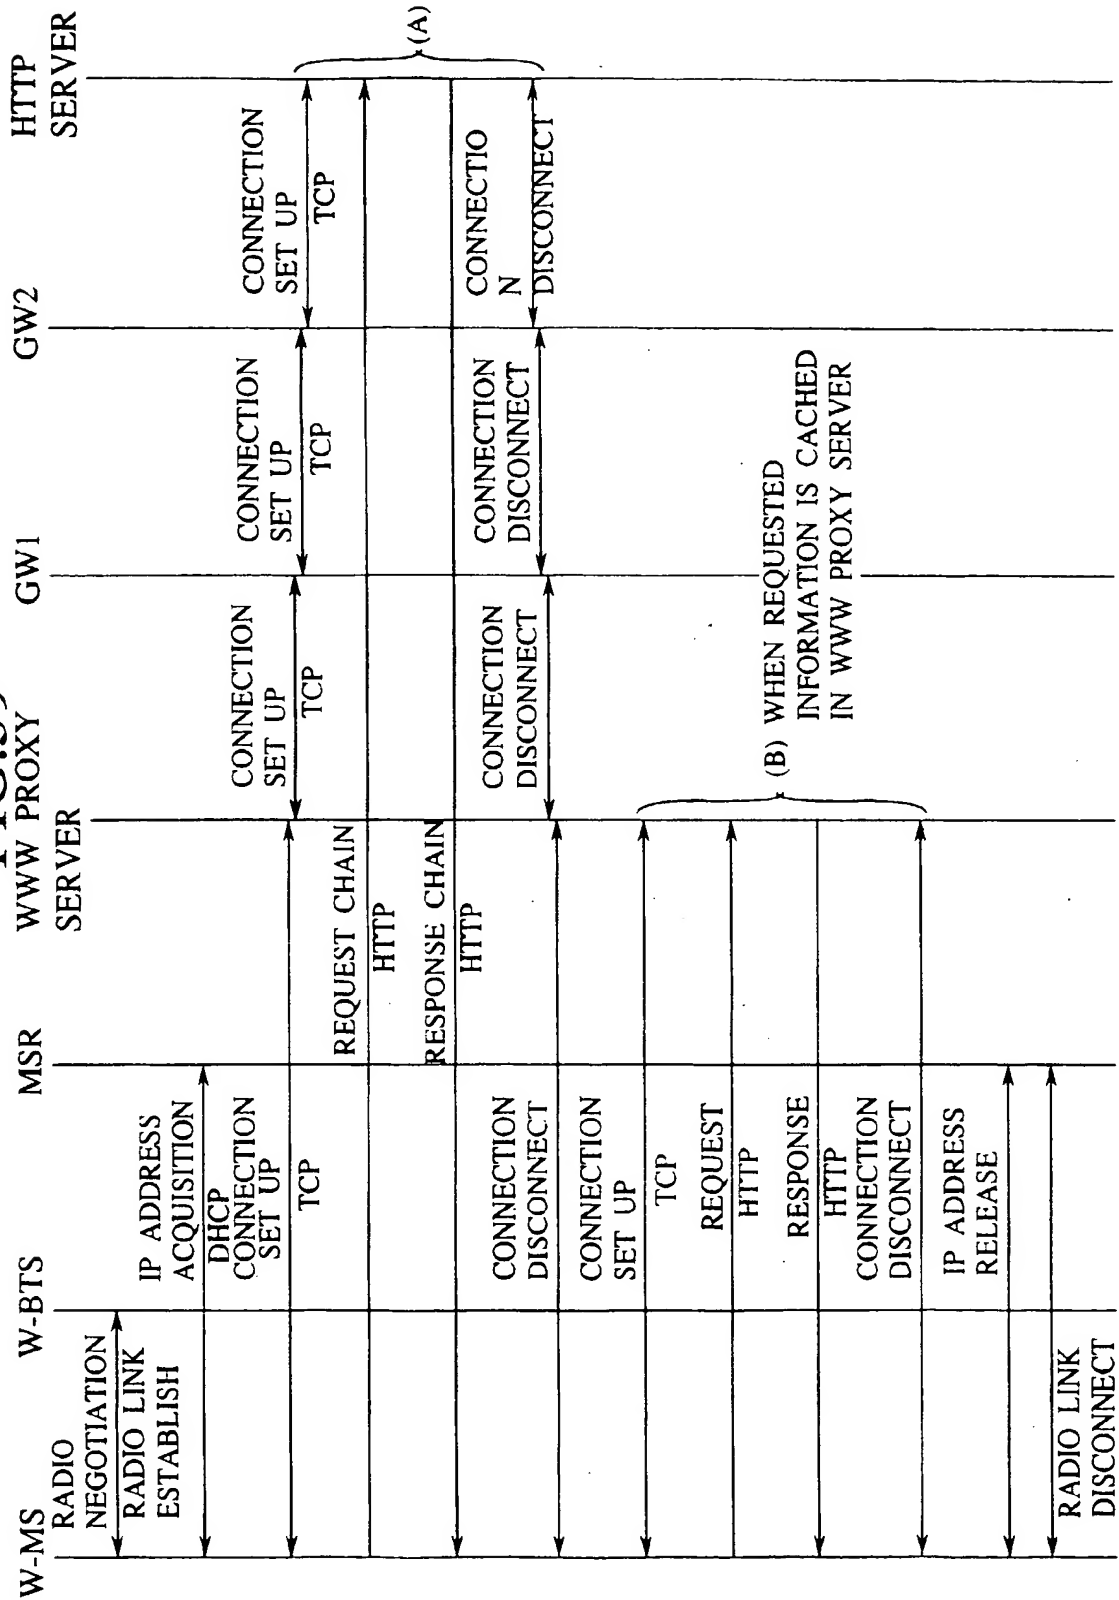 WWW PROXY
SERVER
W-MS
W-BTS
MSR
GW1
GW2
HTTP
SERVER
RADIO
NEGOTIATION
RADIO LINK
ESTABLISH
IP ADDRESS
ACQUISITION
DHCP
CONNECTION
SET UP
TCP
CONNECTION
SET UP
TCP
CONNECTION
SET UP
TCP
CONNECTION
SET UP
TCP
REQUEST CHAIN
HTTP
RESPONSE CHAIN
HTTP
(A)
CONNECTION
DISCONNECT
CONNECTION
DISCONNECT
CONNECTION
DISCONNECT
CONNECTIO
N
DISCONNECT
CONNECTION
SET UP
TCP
REQUEST
HTTP
RESPONSE
HTTP
CONNECTION
DISCONNECT
(B) WHEN REQUESTED
INFORMATION IS CACHED
IN WWW PROXY SERVER
IP ADDRESS
RELEASE
RADIO LINK
DISCONNECT